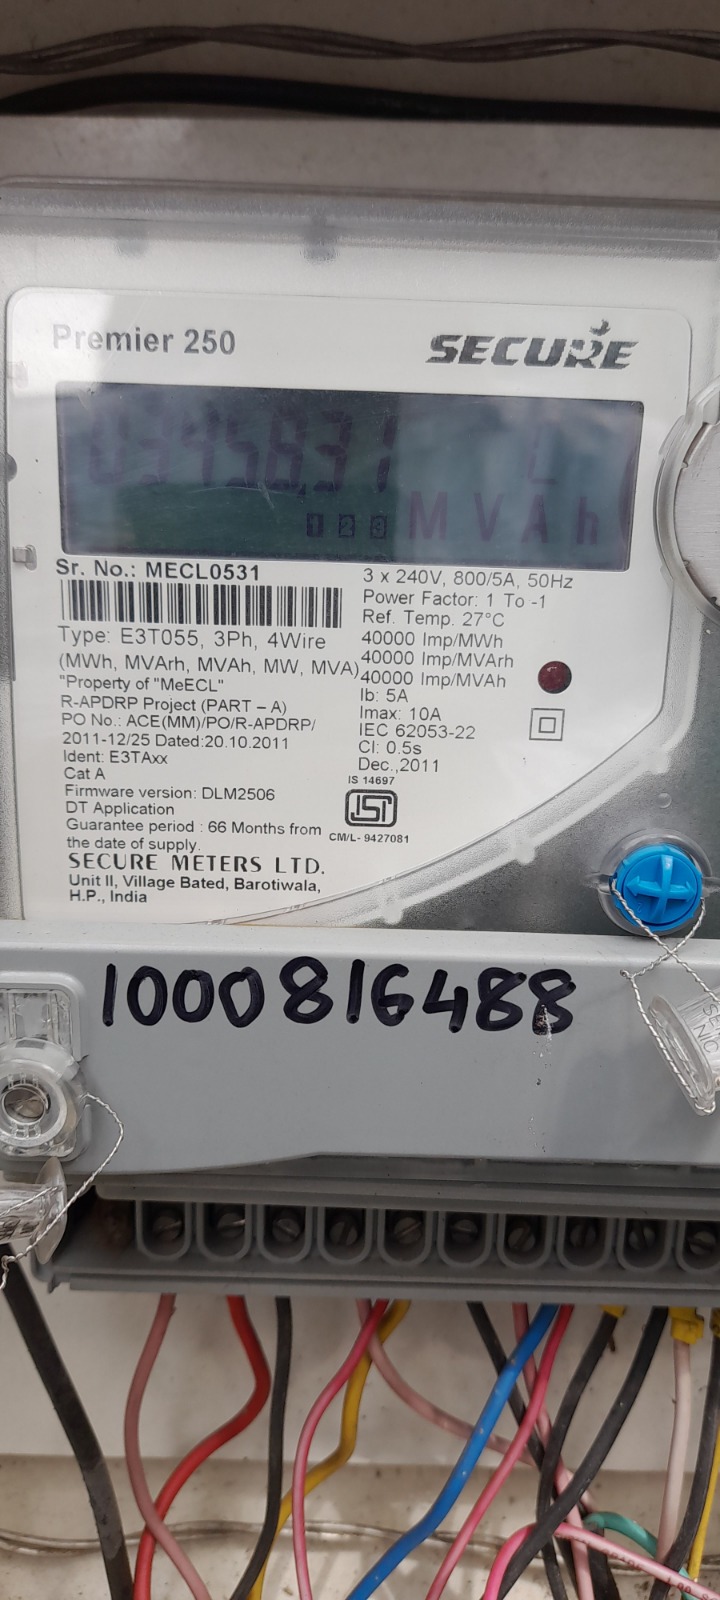 Premier 250
SECURE
L
1 2 3 MVAh
Sr. No.: MECL0531
Type: E3T055, 3Ph, 4Wire
(MWh, MVArh, MVAh, MW, MVA)
"Property of "MeECL"
R-APDRP Project (PART – A)
PO No.: ACE(MM)/PO/R-APDRP/
2011-12/25 Dated:20.10.2011
Ident: E3TAxx
Cat A
Firmware version: DLM2506
DT Application
Guarantee period : 66 Months from
the date of supply.
SECURE METERS LTD.
Unit II, Village Bated, Barotiwala,
H.P., India
3 x 240V, 800/5A, 50Hz
Power Factor: 1 To -1
Ref. Temp. 27°C
40000 Imp/MWh
40000 Imp/MVArh
40000 Imp/MVAh
Ib: 5A
Imax: 10A
IEC 62053-22
Cl: 0.5s
Dec.,2011
IS 14697
ISI
CM/L- 9427081
1000816488